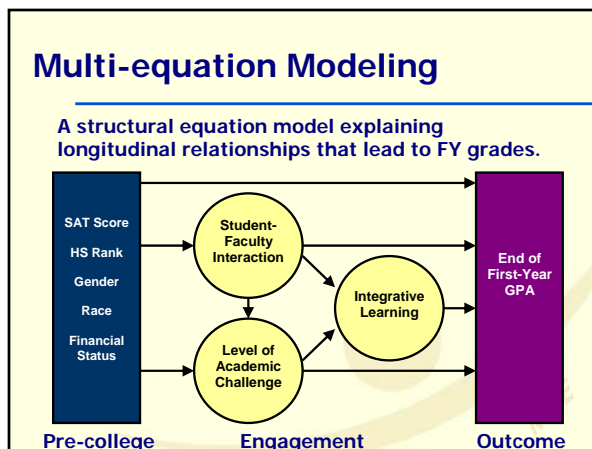 Multi-equation Modeling
A structural equation model explaining
longitudinal relationships that lead to FY grades.
SAT Score
HS Rank
Gender
Race
Financial
Status
Student-
Faculty
Interaction
Level of
Academic
Challenge
Integrative
Learning
End of
First-Year
GPA
Pre-college
Engagement
Outcome